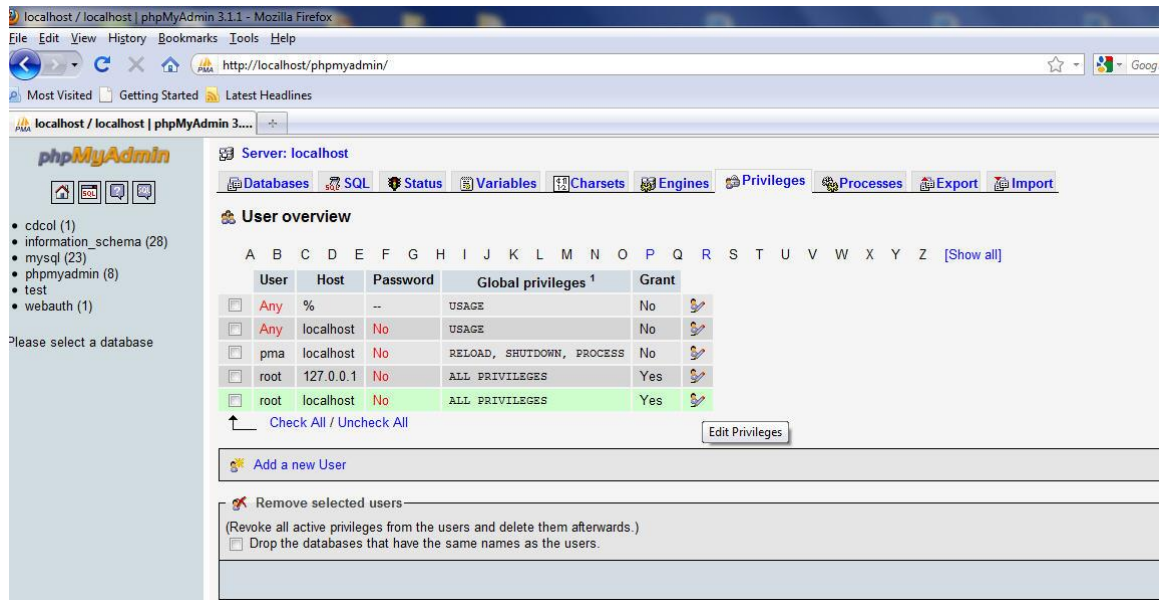 localhost / localhost | phpMyAdmin 3.1.1 - Mozilla Firefox
File Edit View History Bookmarks Tools Help
PMA http://localhost/phpmyadmin/ Goog
Most Visited Getting Started Latest Headlines
PMA localhost / localhost | phpMyAdmin 3....
phpMyAdmin
SQL
cdcol (1)
information_schema (28)
mysql (23)
phpmyadmin (8)
test
webauth (1)
Please select a database
Server: localhost
Databases SQL Status Variables Charsets Engines Privileges Processes Export Import
User overview
A B C D E F G H I J K L M N O P Q R S T U V W X Y Z [Show all]
User Host Password Global privileges 1 Grant
Any % -- USAGE No
Any localhost No USAGE No
pma localhost No RELOAD, SHUTDOWN, PROCESS No
root 127.0.0.1 No ALL PRIVILEGES Yes
root localhost No ALL PRIVILEGES Yes
Check All / Uncheck All
Edit Privileges
Add a new User
Remove selected users
(Revoke all active privileges from the users and delete them afterwards.)
Drop the databases that have the same names as the users.